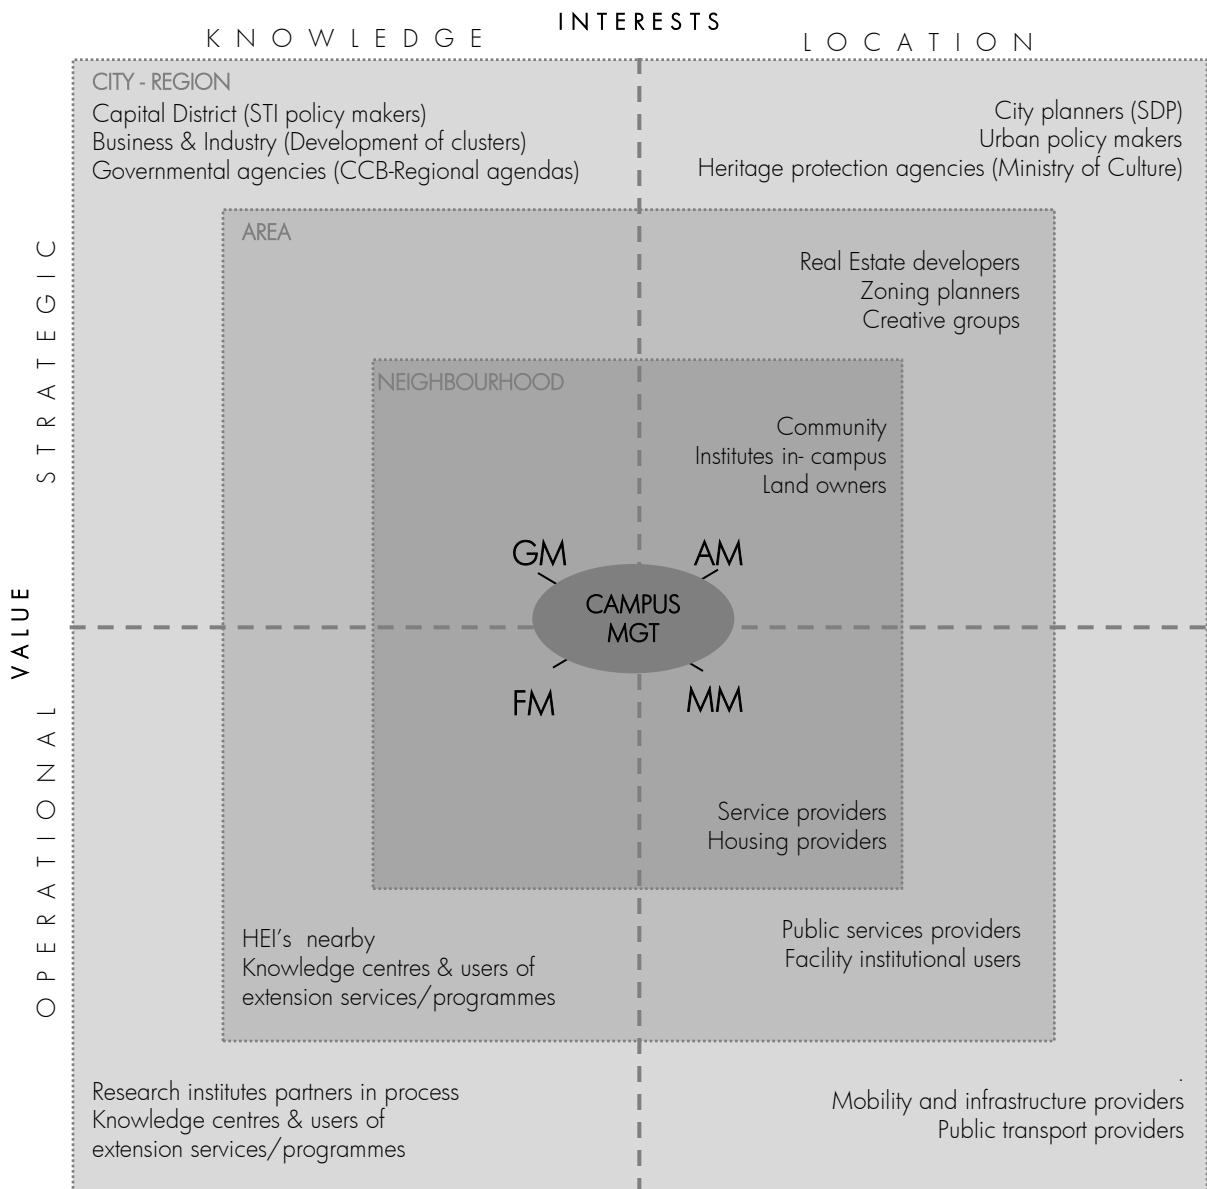 INTERESTS
KNOWLEDGE
LOCATION
CITY - REGION
Capital District (STI policy makers)
Business & Industry (Development of clusters)
Governmental agencies (CCB-Regional agendas)
City planners (SDP)
Urban policy makers
Heritage protection agencies (Ministry of Culture)
AREA
Real Estate developers
Zoning planners
Creative groups
NEIGHBOURHOOD
Community
Institutes in- campus
Land owners
STRATEGIC
VALUE
OPERATIONAL
GM
AM
CAMPUS
MGT
FM
MM
Service providers
Housing providers
HEI's nearby
Knowledge centres & users of
extension services/programmes
Public services providers
Facility institutional users
Research institutes partners in process
Knowledge centres & users of
extension services/programmes
.
Mobility and infrastructure providers
Public transport providers